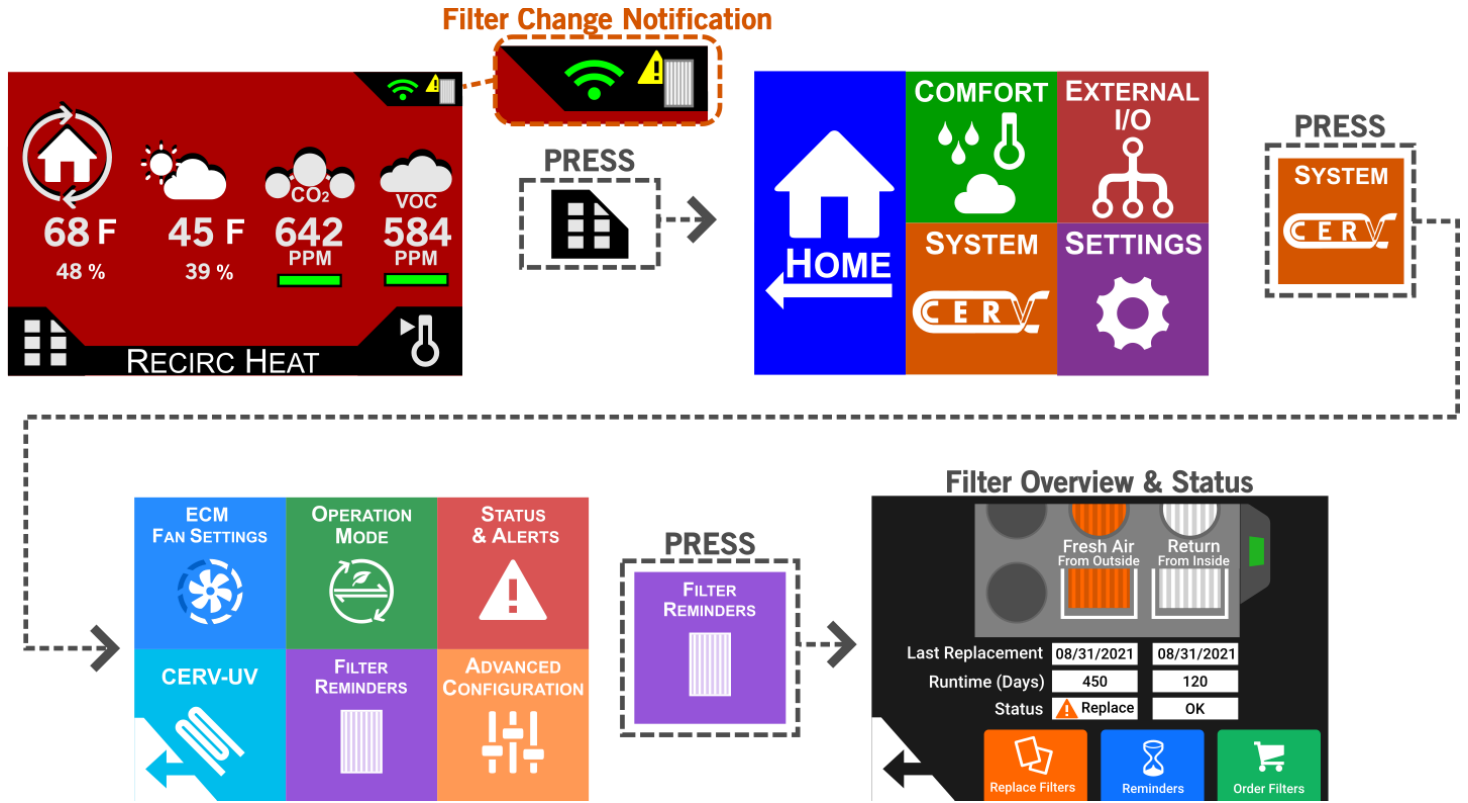 Filter Change Notification
68 F
48 %
45 F
39 %
CO2
642
PPM
VOC
584
PPM
RECIRC HEAT
PRESS
HOME
COMFORT
EXTERNAL
I/O
SYSTEM
CERV
SETTINGS
PRESS
SYSTEM
CERV
ECM
FAN SETTINGS
OPERATION
MODE
STATUS
& ALERTS
CERV-UV
FILTER
REMINDERS
ADVANCED
CONFIGURATION
PRESS
FILTER
REMINDERS
Filter Overview & Status
Fresh Air
From Outside
Return
From Inside
Last Replacement 08/31/2021 08/31/2021
Runtime (Days) 450 120
Status Replace OK
Replace Filters
Reminders
Order Filters